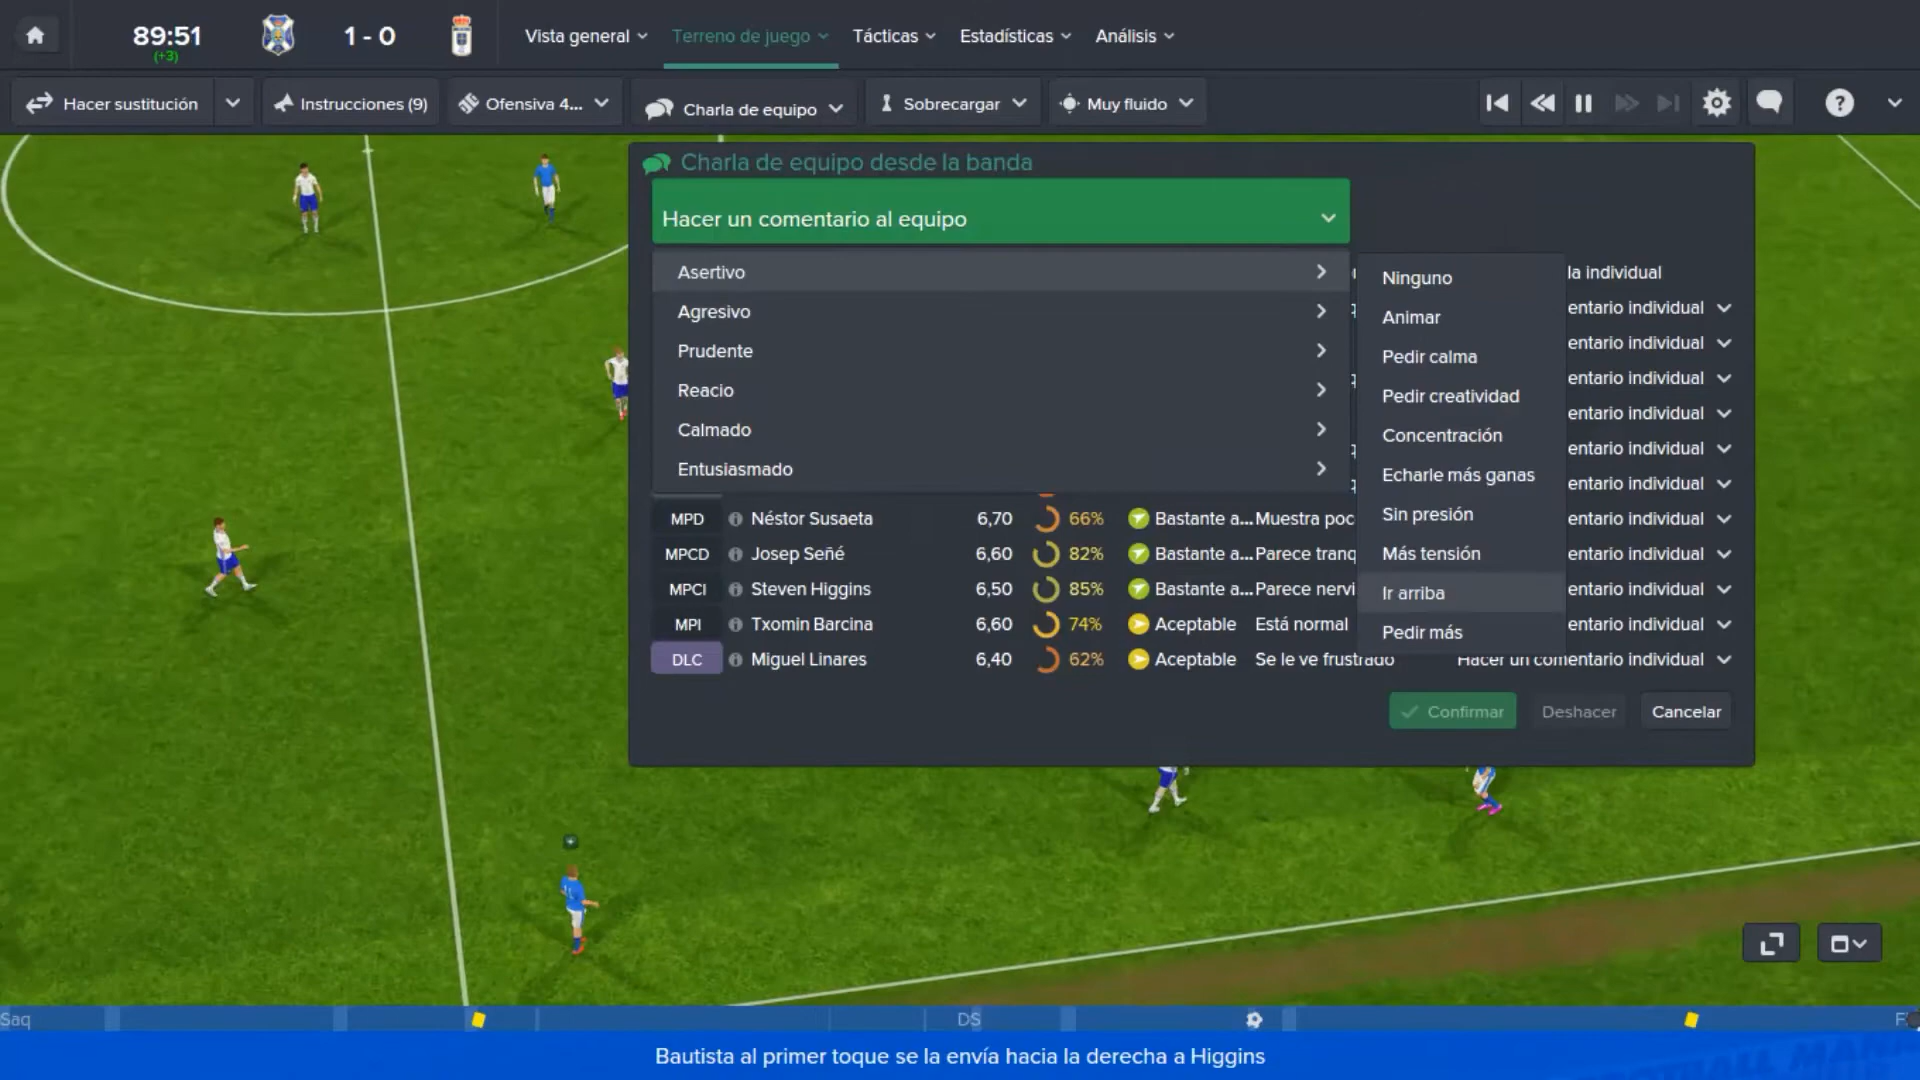 89:51
(+3)
1 - 0
Vista general
Terreno de juego
Tácticas
Estadísticas
Análisis
Hacer sustitución
Instrucciones (9)
Ofensiva 4...
Charla de equipo
Sobrecargar
Muy fluido
?
Charla de equipo desde la banda
Hacer un comentario al equipo
Asertivo
Agresivo
Prudente
Reacio
Calmado
Entusiasmado
Ninguno
Animar
Pedir calma
Pedir creatividad
Concentración
Echarle más ganas
Sin presión
Más tensión
Ir arriba
Pedir más
la individual
entario individual
entario individual
entario individual
entario individual
entario individual
entario individual
MPD Néstor Susaeta 6,70 66% Bastante a... Muestra poc entario individual
MPCD Josep Señé 6,60 82% Bastante a... Parece tranq entario individual
MPCI Steven Higgins 6,50 85% Bastante a... Parece nervi entario individual
MPI Txomin Barcina 6,60 74% Aceptable Está normal entario individual
DLC Miguel Linares 6,40 62% Aceptable Se le ve frustrado Hacer un comentario individual
Confirmar
Deshacer
Cancelar
Saq
DS
F
Bautista al primer toque se la envía hacia la derecha a Higgins